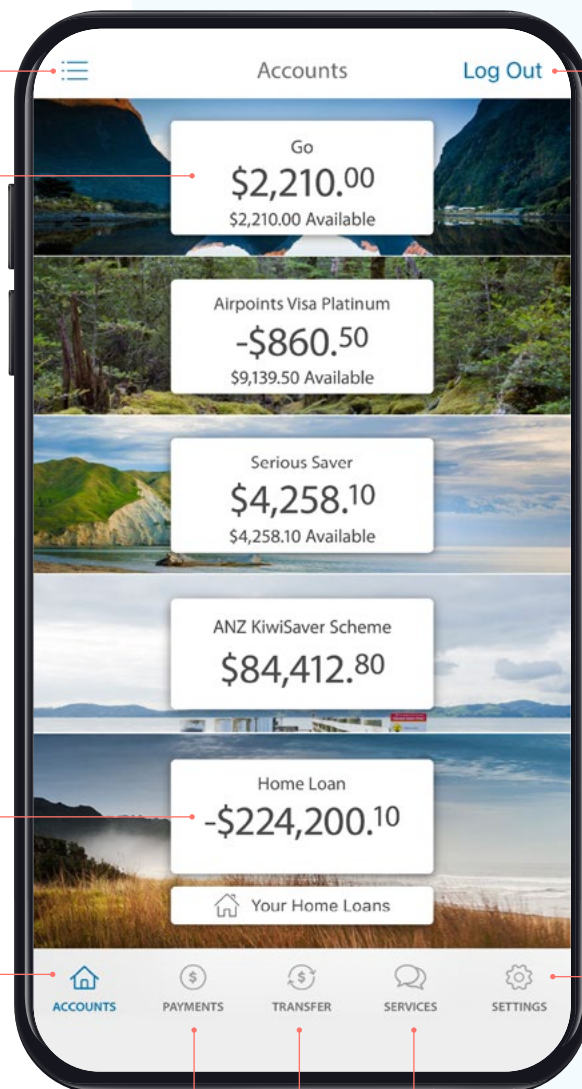 Accounts
Log Out
Go
$2,210.00
$2,210.00 Available
Airpoints Visa Platinum
-$860.50
$9,139.50 Available
Serious Saver
$4,258.10
$4,258.10 Available
ANZ KiwiSaver Scheme
$84,412.80
Home Loan
-$224,200.10
Your Home Loans
ACCOUNTS
PAYMENTS
TRANSFER
SERVICES
SETTINGS